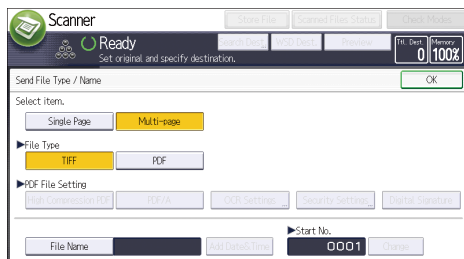 Scanner
Store File
Scanned Files Status
Check Modes
Ready
Search Dest.
WSD Dest.
Preview
Ttl. Dest.
Memory
Set original and specify destination.
0
100%
Send File Type / Name
OK
Select item.
Single Page
Multi-page
►File Type
TIFF
PDF
►PDF File Setting
High Compression PDF
PDF/A
OCR Settings
Security Settings
Digital Signature
►Start No.
File Name
Add Date& Time
0001
Change